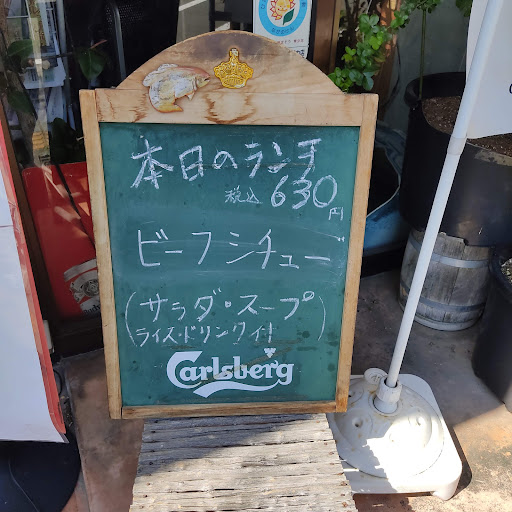 本日のランチ
税込 630円
ビーフシチュー
(サラダ・スープ
ライス・ドリンク付)
Carlsberg